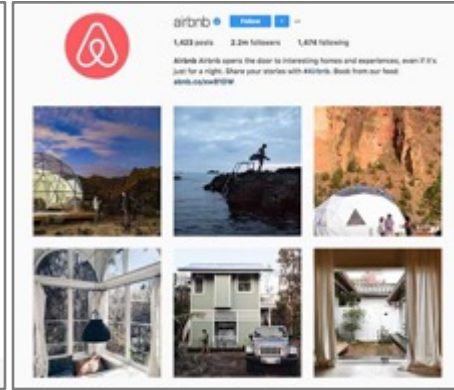 airbnb Follow
1,423 posts 2.2m followers 1,474 following
Airbnb Airbnb opens the door to interesting homes and experiences, even if it's
just for a night. Share your stories with #Airbnb. Book from our feed: